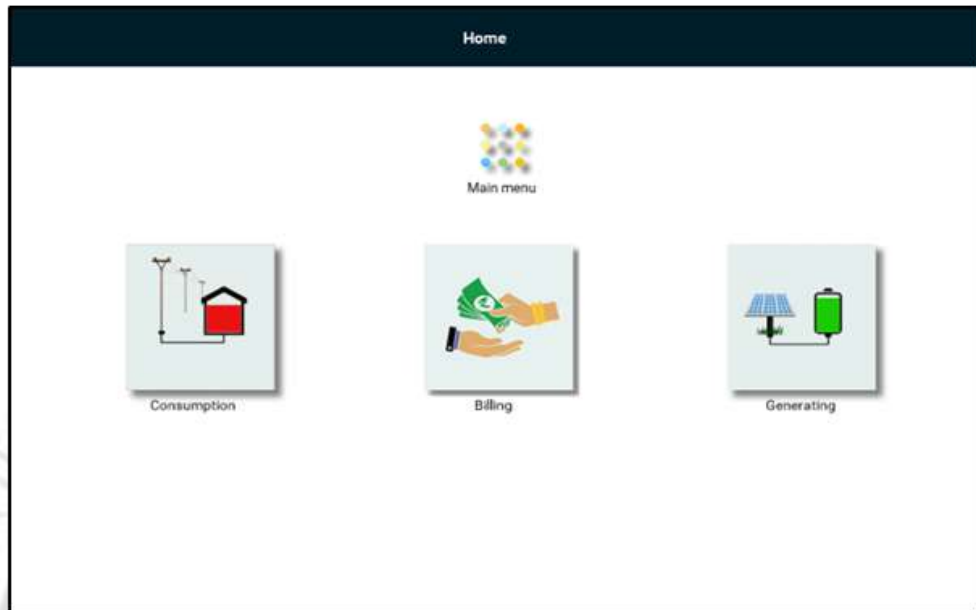 Home
Main menu
Consumption
Billing
Generating